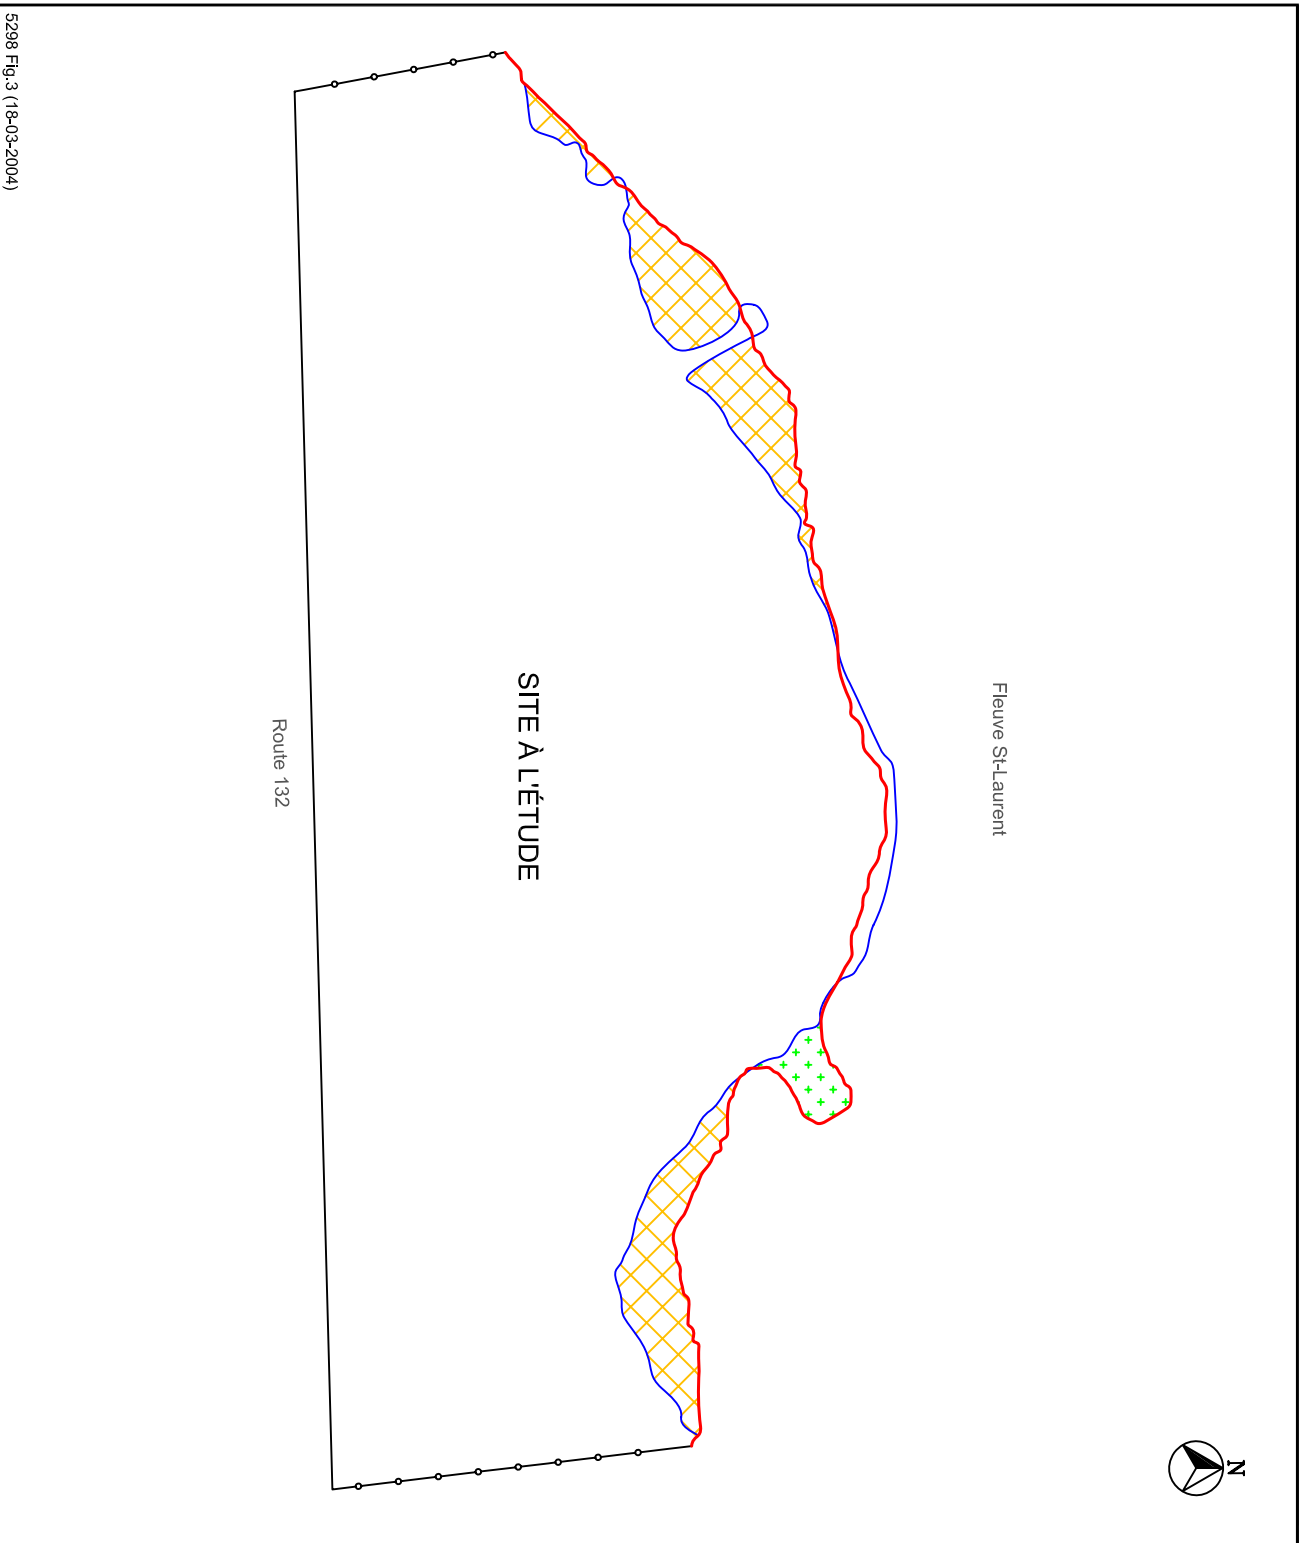 N
Fleuve St-Laurent
SITE À L'ÉTUDE
Route 132
5298 Fig.3 (18-03-2004)